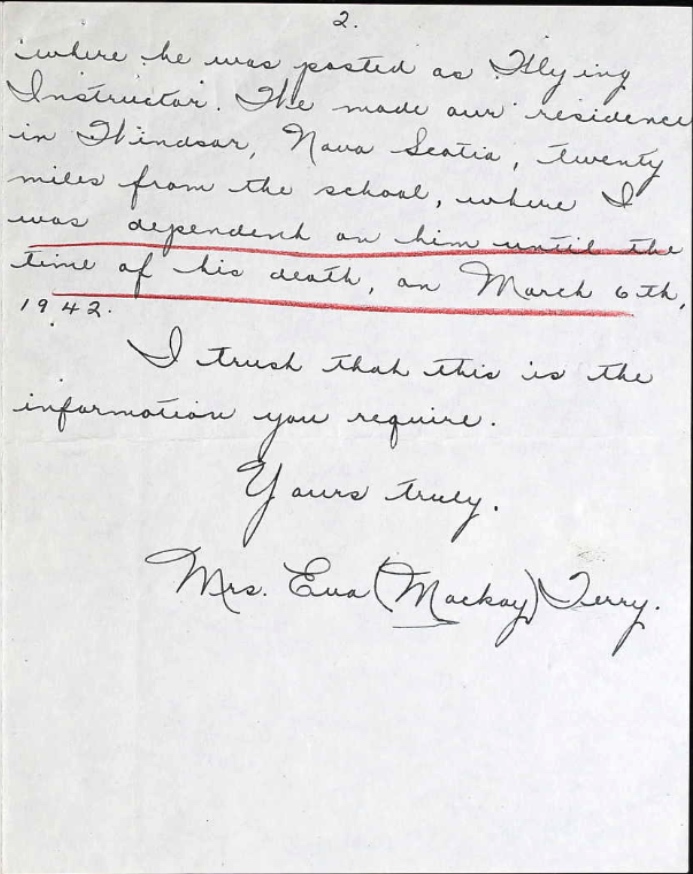 2.
where he was posted as Flying
Instructor. We made our residence
in Windsor, Nova Scotia, twenty
miles from the school, where I
was dependent on him until the
time of his death, on March 6th,
1942.
I trust that this is the
information you require.
Yours truly.
Mrs. Eva (Mackay) Terry.